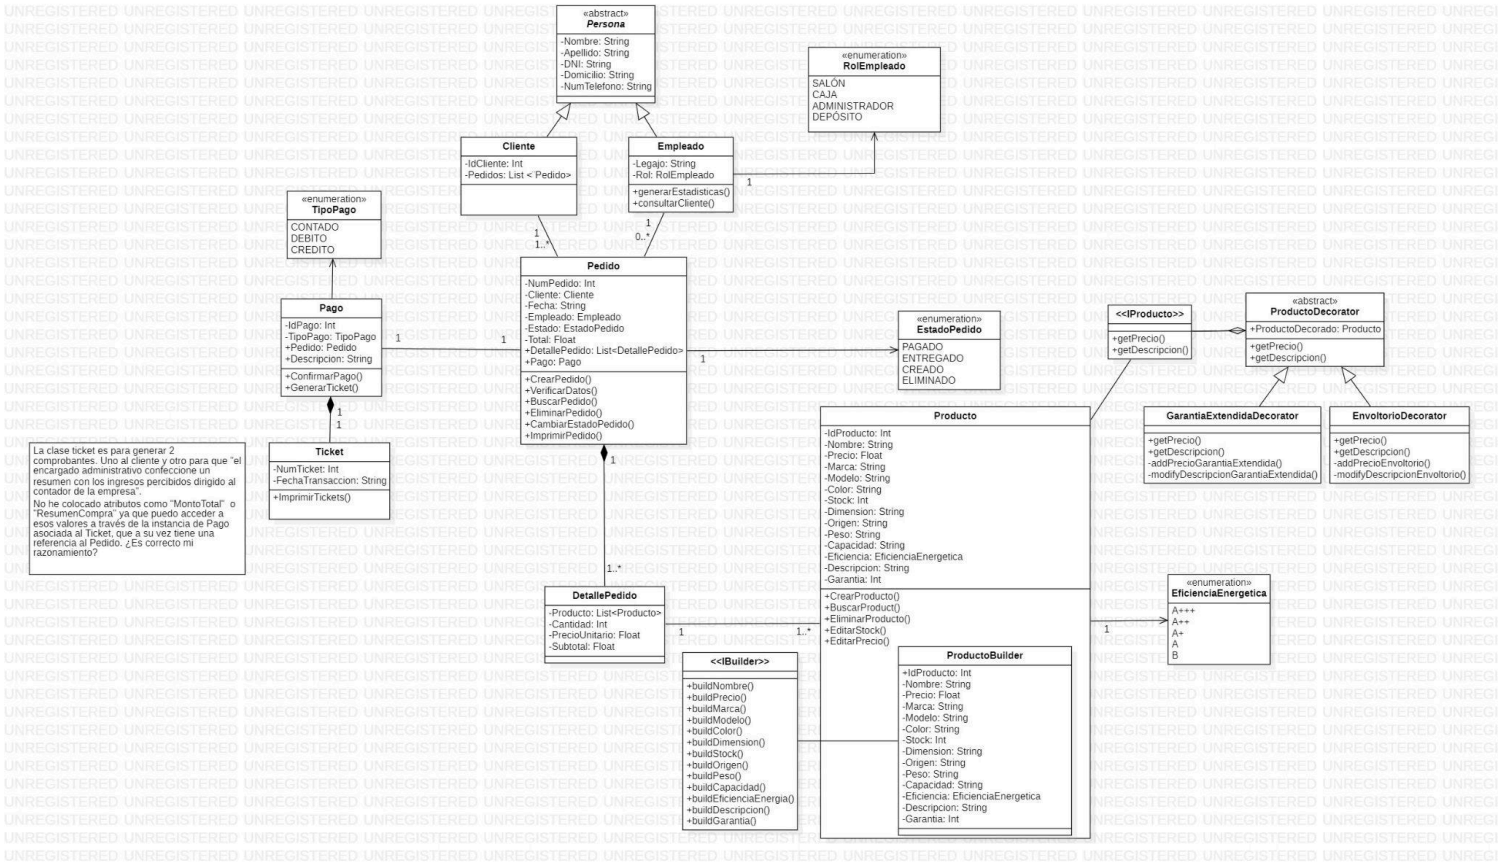 «abstract»
Persona
-Nombre: String
-Apellido: String
-DNI: String
-Domicilio: String
-NumTelefono: String
«enumeration»
RolEmpleado
SALÓN
CAJA
ADMINISTRADOR
DEPÓSITO
Cliente
-IdCliente: Int
-Pedidos: List < Pedido>
Empleado
-Legajo: String
-Rol: RolEmpleado
+generarEstadisticas()
+consultarCliente()
1
«enumeration»
TipoPago
CONTADO
DEBITO
CREDITO
1
1..*
1
0..*
Pago
-IdPago: Int
-TipoPago: TipoPago
+Pedido: Pedido
+Descripcion: String
+ConfirmarPago()
+GenerarTicket()
1
1
Pedido
-NumPedido: Int
-Cliente: Cliente
-Fecha: String
-Empleado: Empleado
-Estado: EstadoPedido
-Total: Float
+DetallePedido: List<DetallePedido>
+Pago: Pago
+CrearPedido()
+VerificarDatos()
+BuscarPedido()
+EliminarPedido()
+CambiarEstadoPedido()
+ImprimirPedido()
1
«enumeration»
EstadoPedido
PAGADO
ENTREGADO
CREADO
ELIMINADO
<<IProducto>>
+getPrecio()
+getDescripcion()
«abstract»
ProductoDecorator
+ProductoDecorado: Producto
+getPrecio()
+getDescripcion()
GarantiaExtendidaDecorator
+getPrecio()
+getDescripcion()
-addPrecioGarantiaExtendida()
-modifyDescripcionGarantiaExtendida()
EnvoltorioDecorator
+getPrecio()
+getDescripcion()
-addPrecioEnvoltorio()
-modifyDescripcionEnvoltorio()
1
1
Ticket
-NumTicket: Int
-FechaTransaccion: String
+ImprimirTickets()
La clase ticket es para generar 2
comprobantes. Uno al cliente y otro para que "el
encargado administrativo confeccione un
resumen con los ingresos percibidos dirigido al
contador de la empresa".
No he colocado atributos como "MontoTotal" o
"ResumenCompra" ya que puedo acceder a
esos valores a través de la instancia de Pago
asociada al Ticket, que a su vez tiene una
referencia al Pedido. ¿Es correcto mi
razonamiento?
1
1..*
DetallePedido
-Producto: List<Producto>
-Cantidad: Int
-PrecioUnitario: Float
-Subtotal: Float
1
1..*
Producto
-IdProducto: Int
-Nombre: String
-Precio: Float
-Marca: String
-Modelo: String
-Color: String
-Stock: Int
-Dimension: String
-Origen: String
-Peso: String
-Capacidad: String
-Eficiencia: EficienciaEnergetica
-Descripcion: String
-Garantia: Int
+CrearProducto()
+BuscarProduct()
+EliminarProducto()
+EditarStock()
+EditarPrecio()
1
«enumeration»
EficienciaEnergetica
A+++
A++
A+
A
B
<<IBuilder>>
+buildNombre()
+buildPrecio()
+buildMarca()
+buildModelo()
+buildColor()
+buildDimension()
+buildStock()
+buildOrigen()
+buildPeso()
+buildCapacidad()
+buildEficienciaEnergia()
+buildDescripcion()
+buildGarantia()
ProductoBuilder
+IdProducto: Int
-Nombre: String
-Precio: Float
-Marca: String
-Modelo: String
-Color: String
-Stock: Int
-Dimension: String
-Origen: String
-Peso: String
-Capacidad: String
-Eficiencia: EficienciaEnergetica
-Descripcion: String
-Garantia: Int
UNREGISTERED